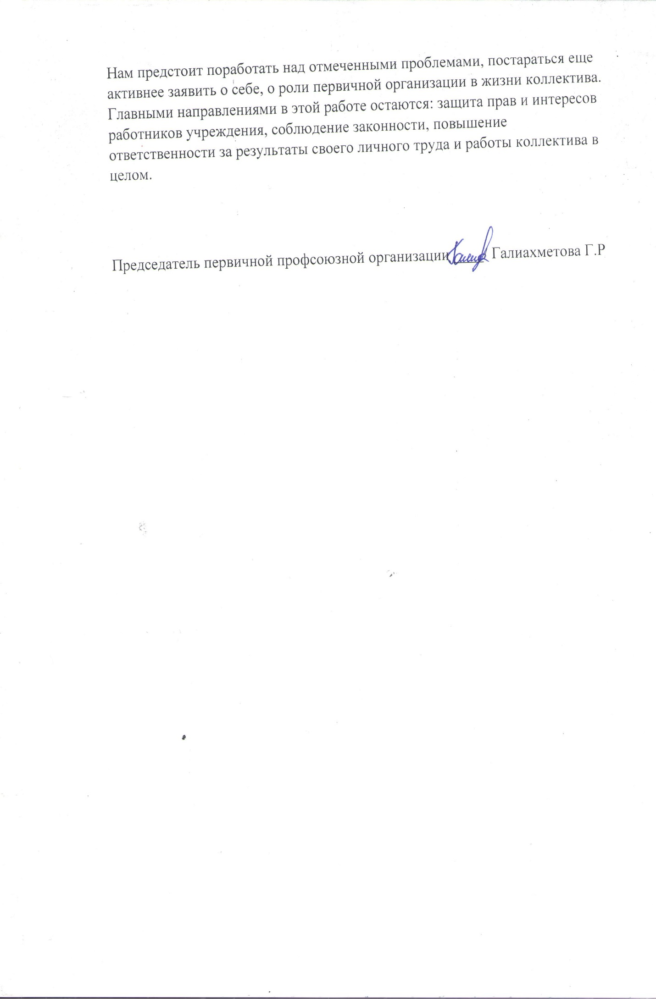 Нам предстоит поработать над отмеченными проблемами, постараться еще
активнее заявить о себе, о роли первичной организации в жизни коллектива.
Главными направлениями в этой работе остаются: защита прав и интересов
работников учреждения, соблюдение законности, повышение
ответственности за результаты своего личного труда и работы коллектива в
целом.
Председатель первичной профсоюзной организации Галиахметова Г.Р